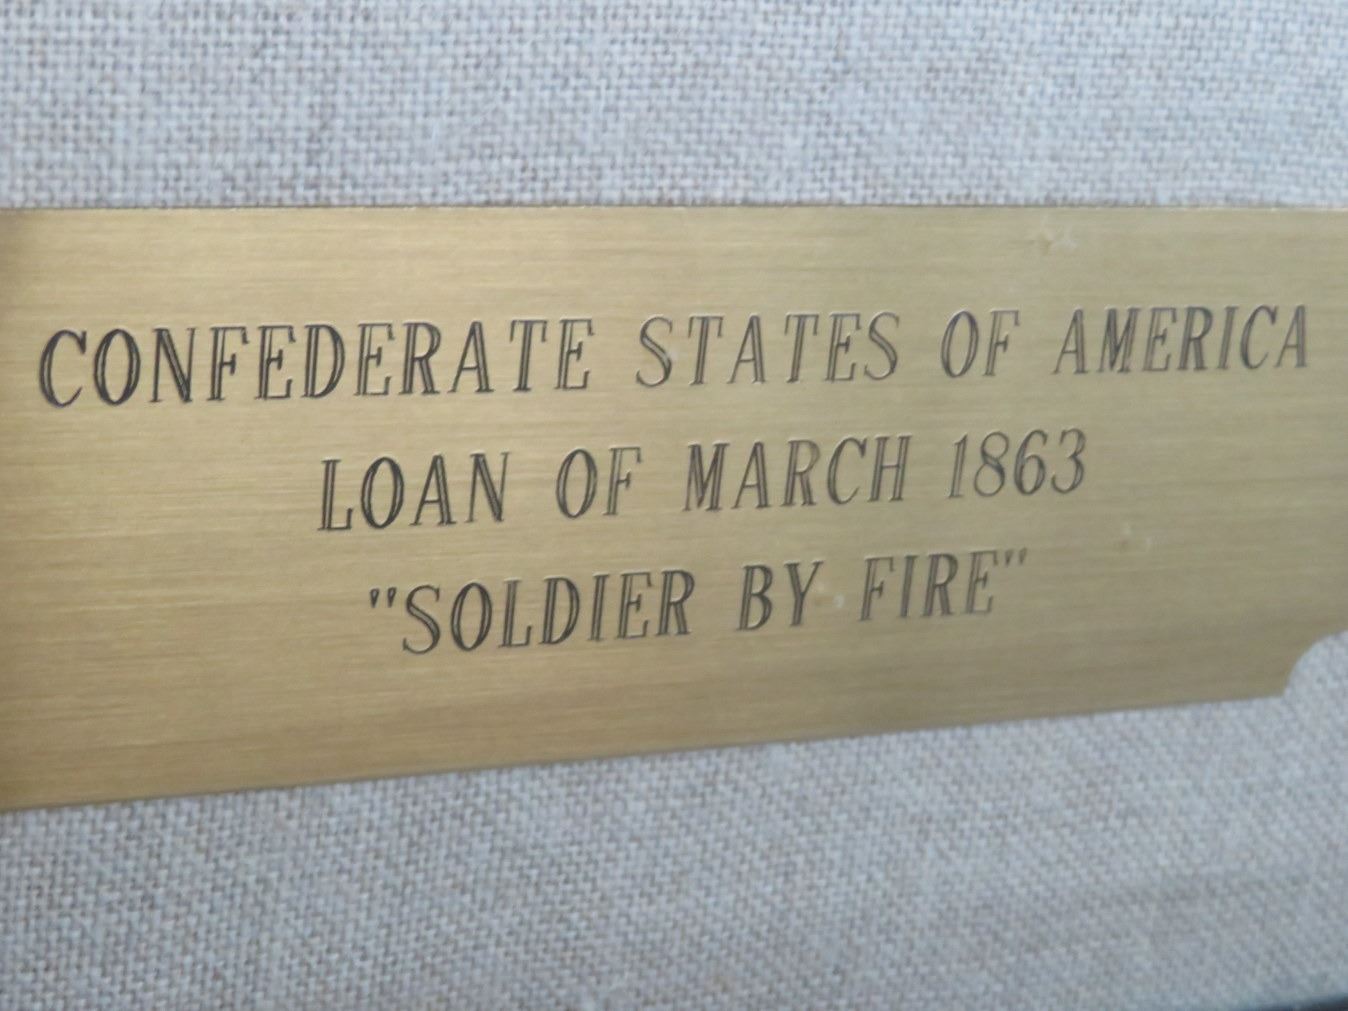 CONFEDERATE STATES OF AMERICA
LOAN OF MARCH 1863
"SOLDIER BY FIRE"